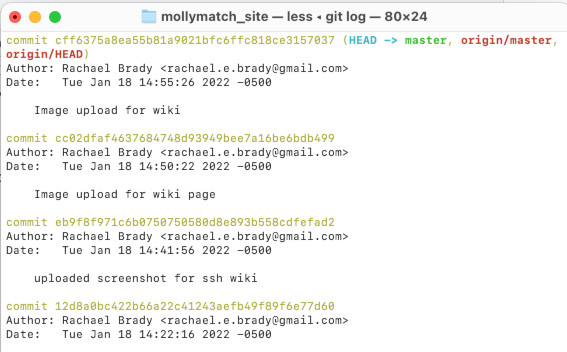 mollymatch_site — less ◂ git log — 80×24
commit cff6375a8ea55b81a9021bfc6ffc818ce3157037 (HEAD -> master, origin/master,
origin/HEAD)
Author: Rachael Brady <rachael.e.brady@gmail.com>
Date:   Tue Jan 18 14:55:26 2022 -0500
    Image upload for wiki
commit cc02dfaf4637684748d93949bee7a16be6bdb499
Author: Rachael Brady <rachael.e.brady@gmail.com>
Date:   Tue Jan 18 14:50:22 2022 -0500
    Image upload for wiki page
commit eb9f8f971c6b0750750580d8e893b558cdfefad2
Author: Rachael Brady <rachael.e.brady@gmail.com>
Date:   Tue Jan 18 14:41:56 2022 -0500
    uploaded screenshot for ssh wiki
commit 12d8a0bc422b66a22c41243aefb49f89f6e77d60
Author: Rachael Brady <rachael.e.brady@gmail.com>
Date:   Tue Jan 18 14:22:16 2022 -0500